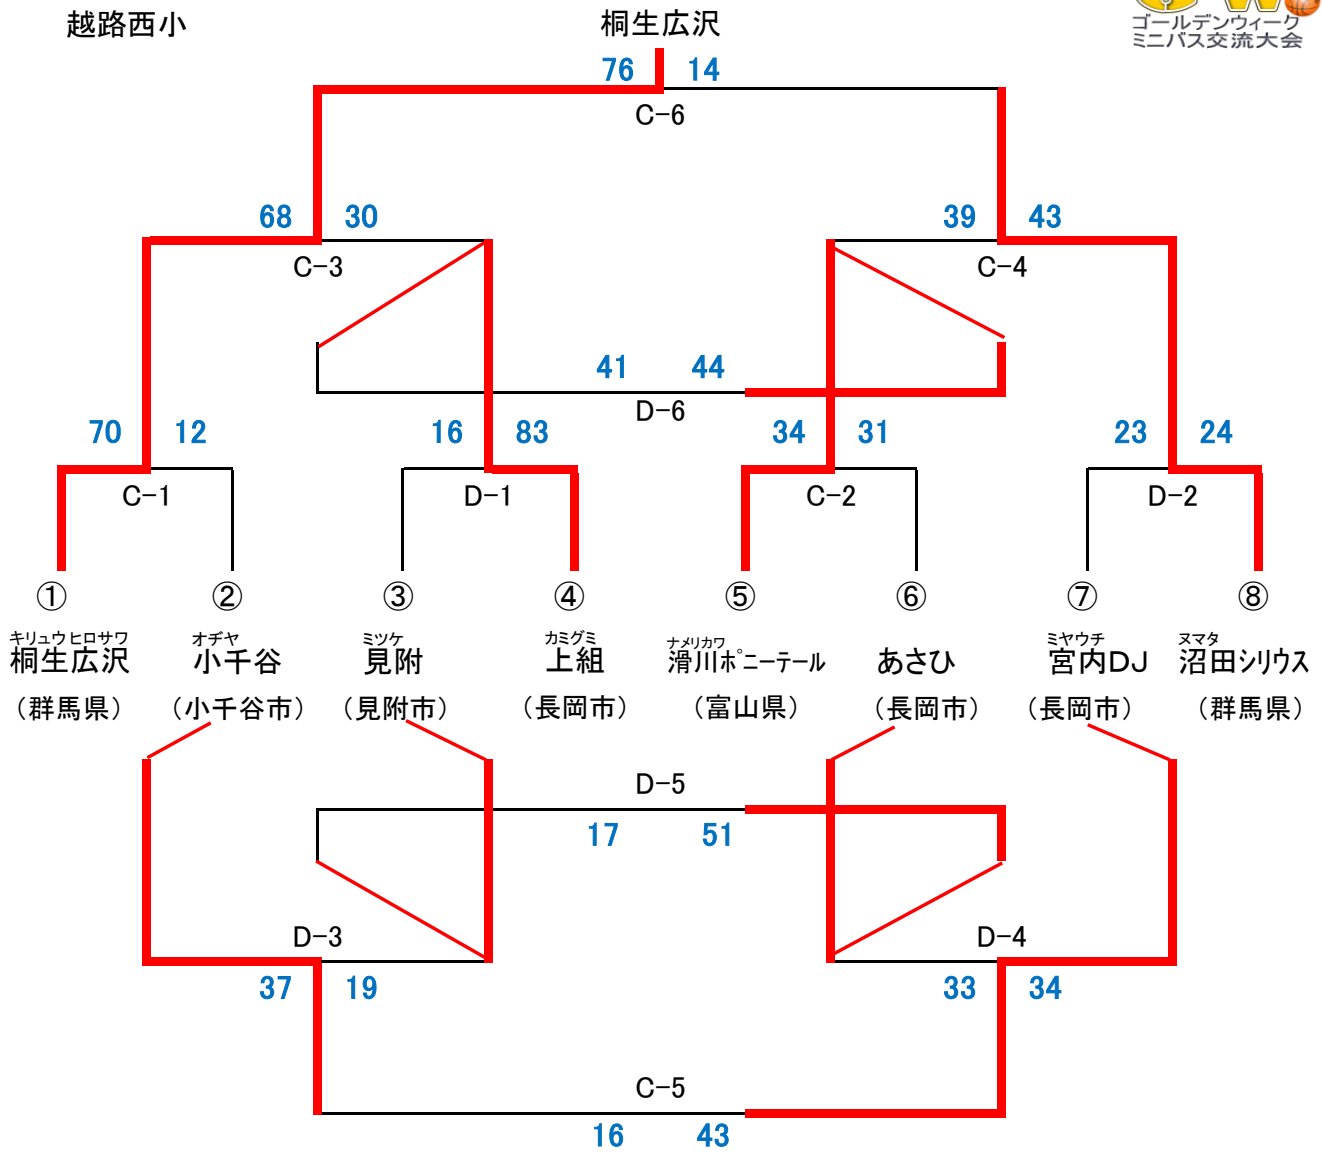 越路西小
桐生広沢
ゴールデンウィーク
ミニバス交流大会
76 14
C-6
68 30
39 43
C-3
C-4
41 44
D-6
70 12
16 83
34 31
23 24
C-1
D-1
C-2
D-2
① ② ③ ④ ⑤ ⑥ ⑦ ⑧
キリュウヒロサワ オヂヤ ミツケ カミグミ ナメリカワ ミヤウチ ヌマタ
桐生広沢 小千谷 見附 上組 滑川ポニーテール あさひ 宮内DJ 沼田シリウス
(群馬県) (小千谷市) (見附市) (長岡市) (富山県) (長岡市) (長岡市) (群馬県)
D-5
17 51
D-3
D-4
37 19
33 34
C-5
16 43